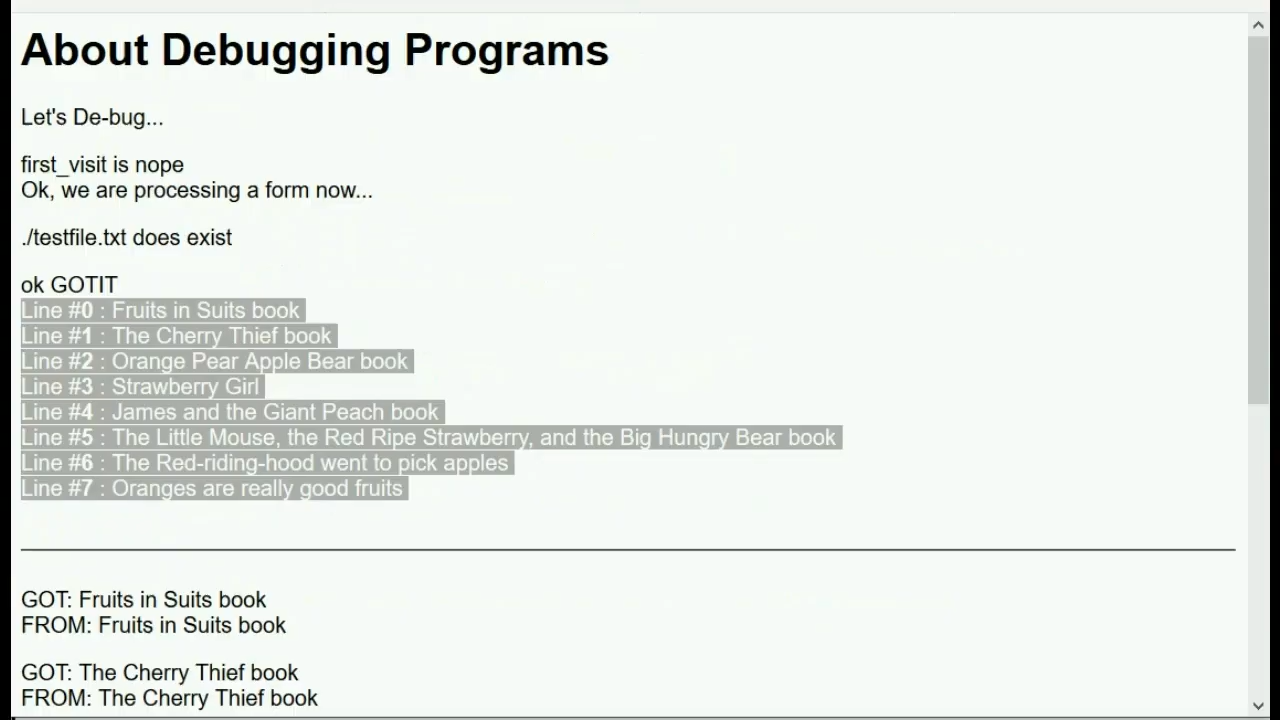 About Debugging Programs
Let's De-bug...
first_visit is nope
Ok, we are processing a form now...
./testfile.txt does exist
ok GOTIT
Line #0 : Fruits in Suits book
Line #1 : The Cherry Thief book
Line #2 : Orange Pear Apple Bear book
Line #3 : Strawberry Girl
Line #4 : James and the Giant Peach book
Line #5 : The Little Mouse, the Red Ripe Strawberry, and the Big Hungry Bear book
Line #6 : The Red-riding-hood went to pick apples
Line #7 : Oranges are really good fruits
GOT: Fruits in Suits book
FROM: Fruits in Suits book
GOT: The Cherry Thief book
FROM: The Cherry Thief book